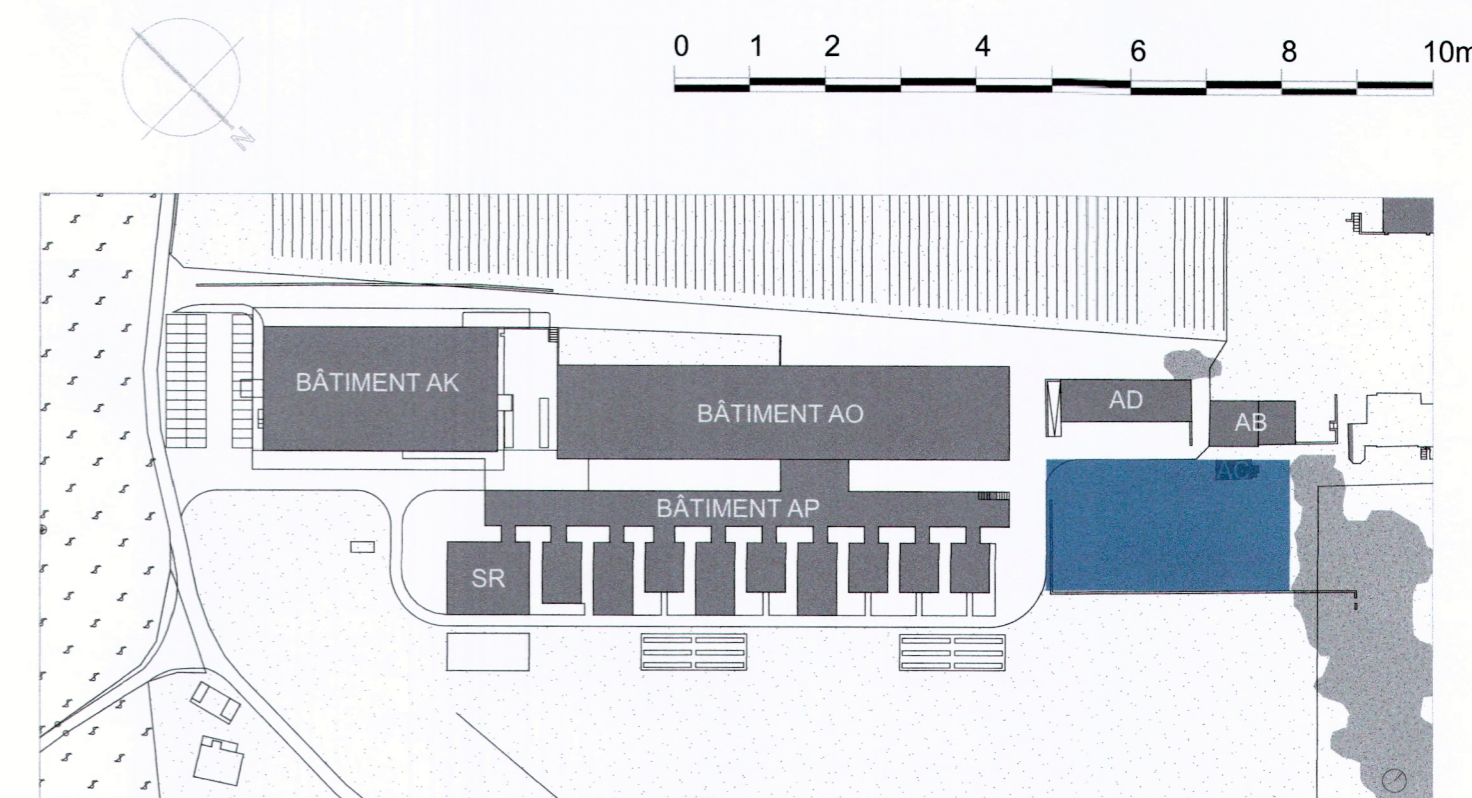 0 1 2 4 6 8 10m
N
BÂTIMENT AK
BÂTIMENT AO
AD
AB
AC
BÂTIMENT AP
SR